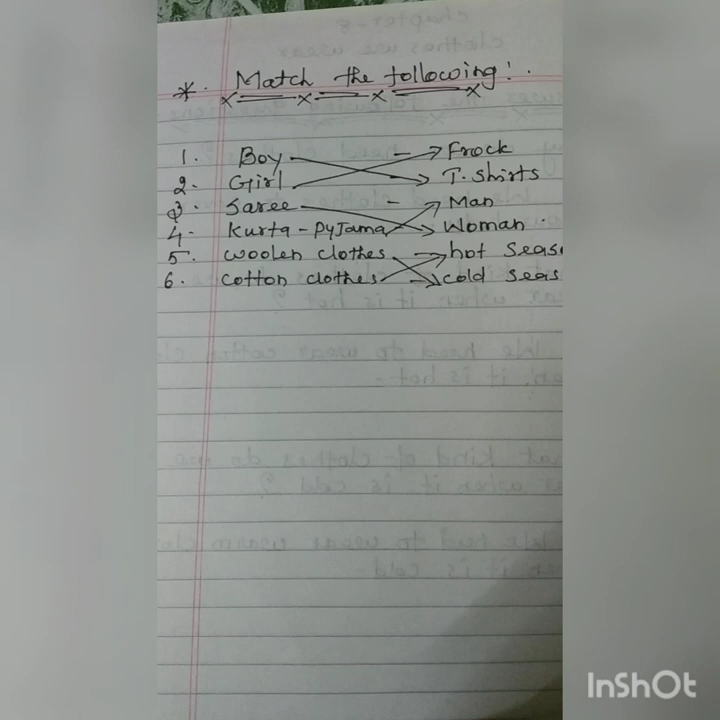 *. Match the following:.
1. Boy - Frock
2. Girl T. Shirts
3. Saree - Man
4. Kurta - Pyjama Woman.
5. Woolen clothes - hot Seas
6. Cotton clothes - cold Seas
InShOt